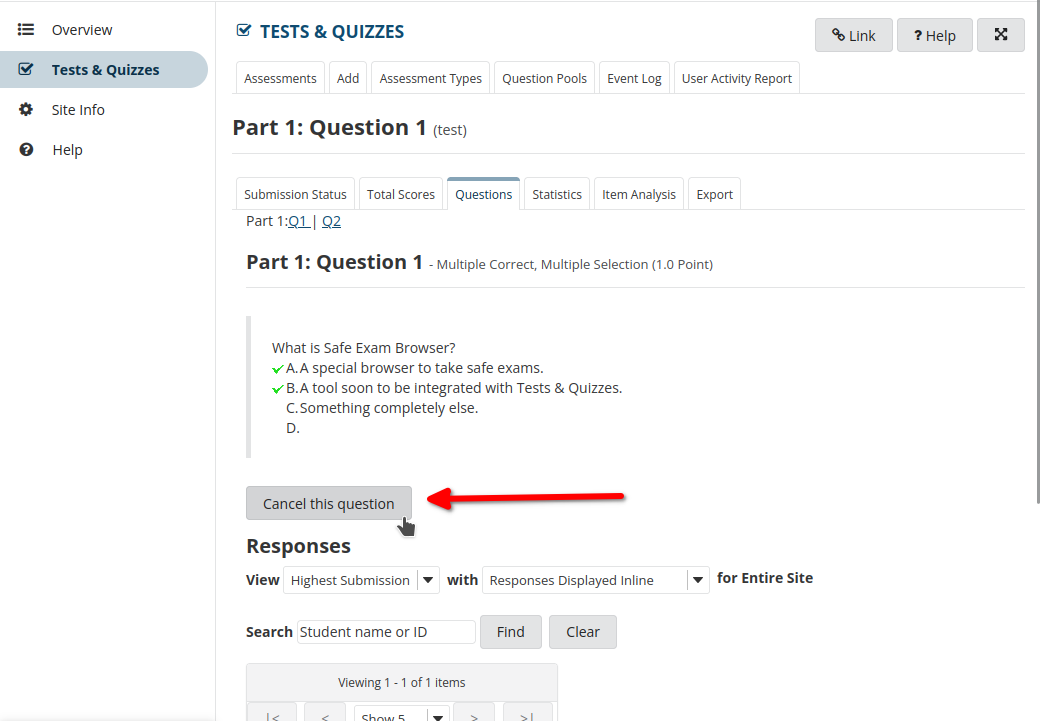 Overview
Tests & Quizzes
Site Info
Help
TESTS & QUIZZES
Link
? Help
Assessments
Add
Assessment Types
Question Pools
Event Log
User Activity Report
Part 1: Question 1 (test)
Submission Status
Total Scores
Questions
Statistics
Item Analysis
Export
Part 1:Q1 | Q2
Part 1: Question 1 - Multiple Correct, Multiple Selection (1.0 Point)
What is Safe Exam Browser?
A.A special browser to take safe exams.
B.A tool soon to be integrated with Tests & Quizzes.
C.Something completely else.
D.
Cancel this question
Responses
View Highest Submission with Responses Displayed Inline for Entire Site
Search Student name or ID Find Clear
Viewing 1 - 1 of 1 items
|< < Show 5 > >|